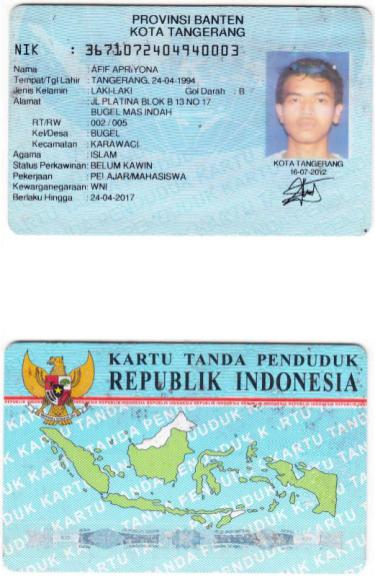 PROVINSI BANTEN
KOTA TANGERANG
NIK : 3671072404940003
Nama : AFIF APRIYONA
Tempat/Tgl Lahir : TANGERANG, 24-04-1994
Jenis Kelamin : LAKI-LAKI Gol Darah : B
Alamat : JL PLATINA BLOK B 13 NO 17
BUGEL MAS INDAH
RT/RW : 002 / 005
Kel/Desa : BUGEL
Kecamatan : KARAWACI
Agama : ISLAM
Status Perkawinan: BELUM KAWIN
Pekerjaan : PELAJAR/MAHASISWA
Kewarganegaraan: WNI
Berlaku Hingga : 24-04-2017
KOTA TANGERANG
16-07-2012
KARTU TANDA PENDUDUK
REPUBLIK INDONESIA